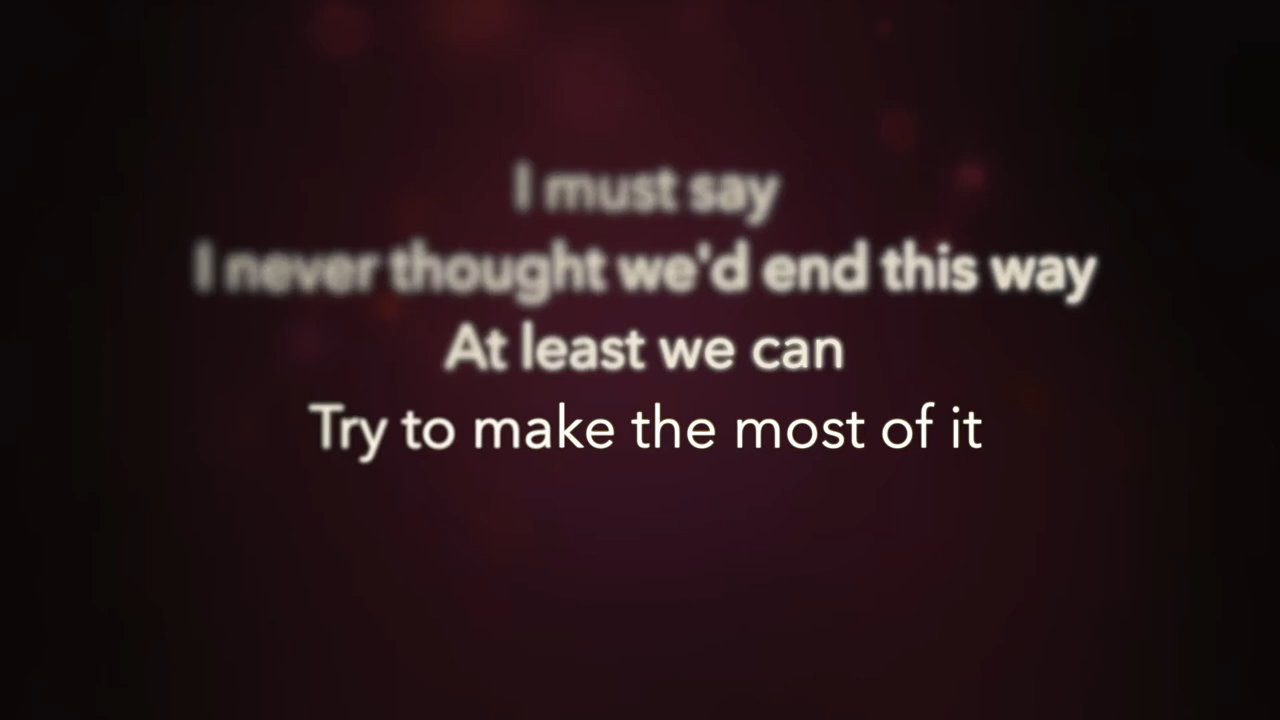 I must say
I never thought we'd end this way
At least we can
Try to make the most of it